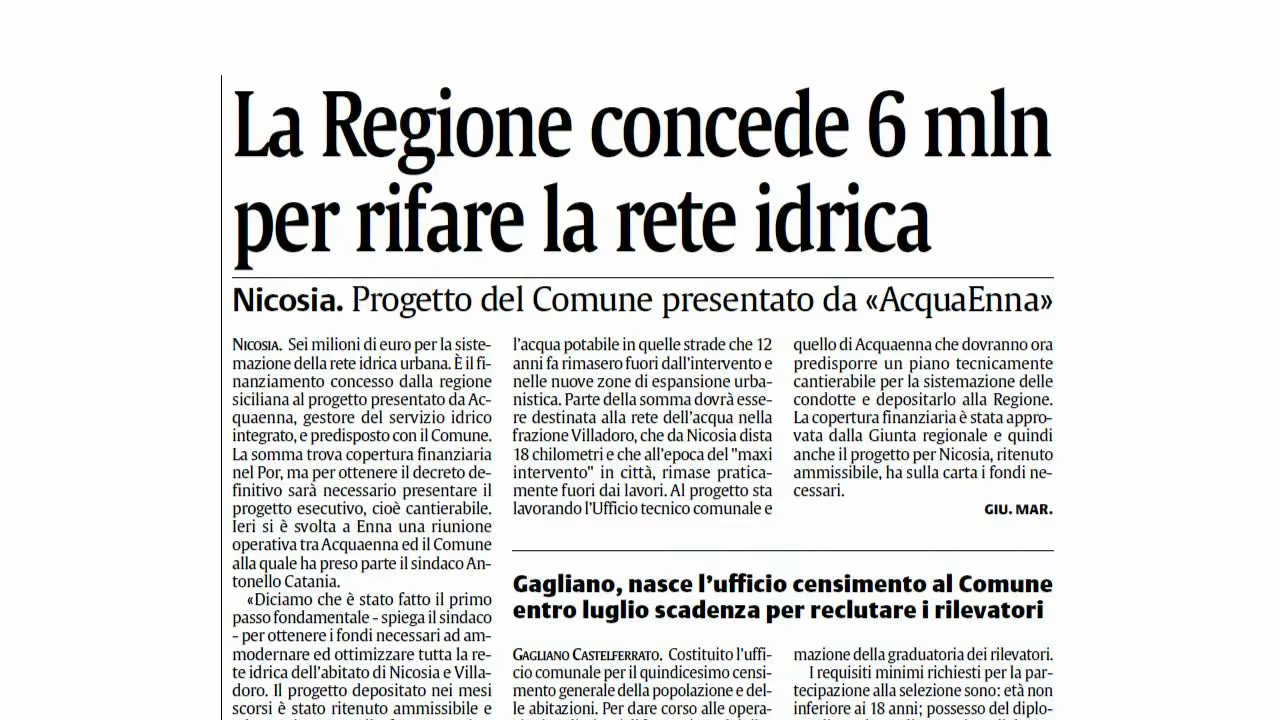 La Regione concede 6 mln
per rifare la rete idrica
Nicosia. Progetto del Comune presentato da «AcquaEnna»
NICOSIA. Sei milioni di euro per la siste-
mazione della rete idrica urbana. È il fi-
nanziamento concesso dalla regione
siciliana al progetto presentato da Ac-
quaenna, gestore del servizio idrico
integrato, e predisposto con il Comune.
La somma trova copertura finanziaria
nel Por, ma per ottenere il decreto de-
finitivo sarà necessario presentare il
progetto esecutivo, cioè cantierabile.
Ieri si è svolta a Enna una riunione
operativa tra Acquaenna ed il Comune
alla quale ha preso parte il sindaco An-
tonello Catania.
«Diciamo che è stato fatto il primo
passo fondamentale - spiega il sindaco
- per ottenere i fondi necessari ad am-
modernare ed ottimizzare tutta la re-
te idrica dell'abitato di Nicosia e Villa-
doro. Il progetto depositato nei mesi
scorsi è stato ritenuto ammissibile e
l'acqua potabile in quelle strade che 12
anni fa rimasero fuori dall'intervento e
nelle nuove zone di espansione urba-
nistica. Parte della somma dovrà esse-
re destinata alla rete dell'acqua nella
frazione Villadoro, che da Nicosia dista
18 chilometri e che all'epoca del "maxi
intervento" in città, rimase pratica-
mente fuori dai lavori. Al progetto sta
lavorando l'Ufficio tecnico comunale e
quello di Acquaenna che dovranno ora
predisporre un piano tecnicamente
cantierabile per la sistemazione delle
condotte e depositarlo alla Regione.
La copertura finanziaria è stata appro-
vata dalla Giunta regionale e quindi
anche il progetto per Nicosia, ritenuto
ammissibile, ha sulla carta i fondi ne-
cessari.
GIU. MAR.
Gagliano, nasce l'ufficio censimento al Comune
entro luglio scadenza per reclutare i rilevatori
GAGLIANO CASTELFERRATO. Costituito l'uffi-
cio comunale per il quindicesimo censi-
mento generale della popolazione e del-
le abitazioni. Per dare corso alle opera-
mazione della graduatoria dei rilevatori.
I requisiti minimi richiesti per la par-
tecipazione alla selezione sono: età non
inferiore ai 18 anni; possesso del diplo-